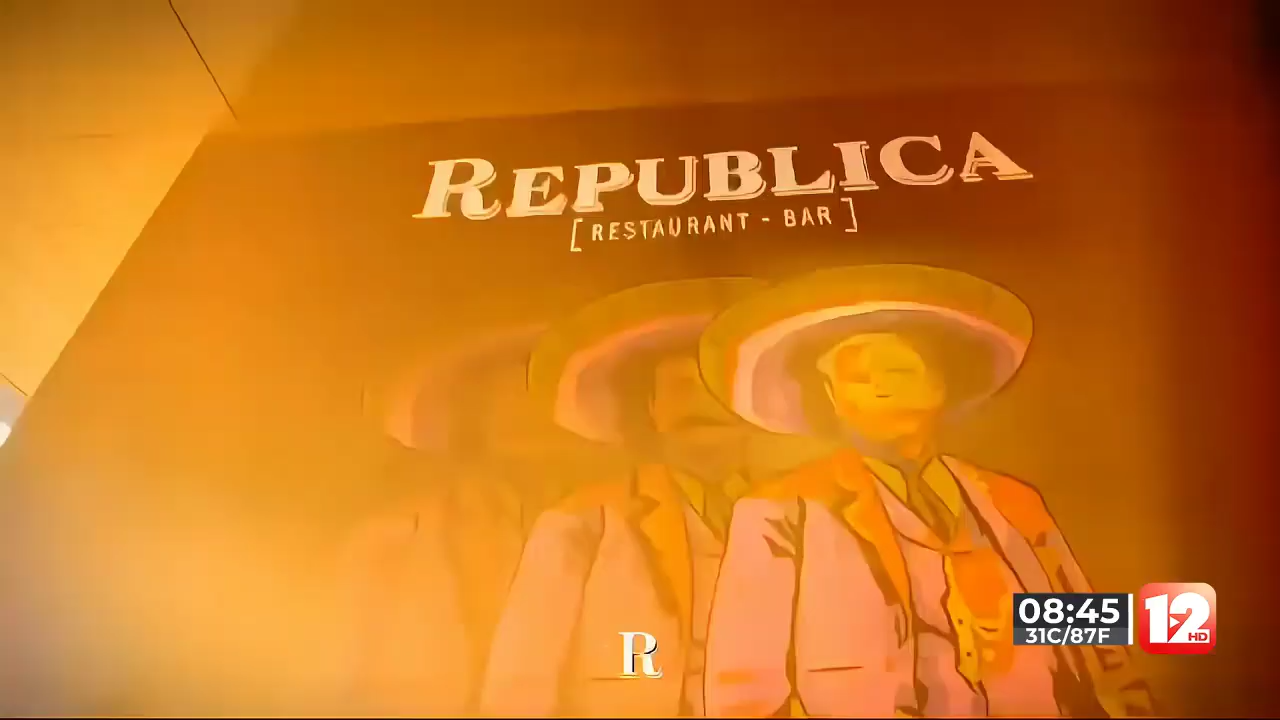 REPUBLICA
[RESTAURANT - BAR]
R
08:45
31C/87F
12
HD